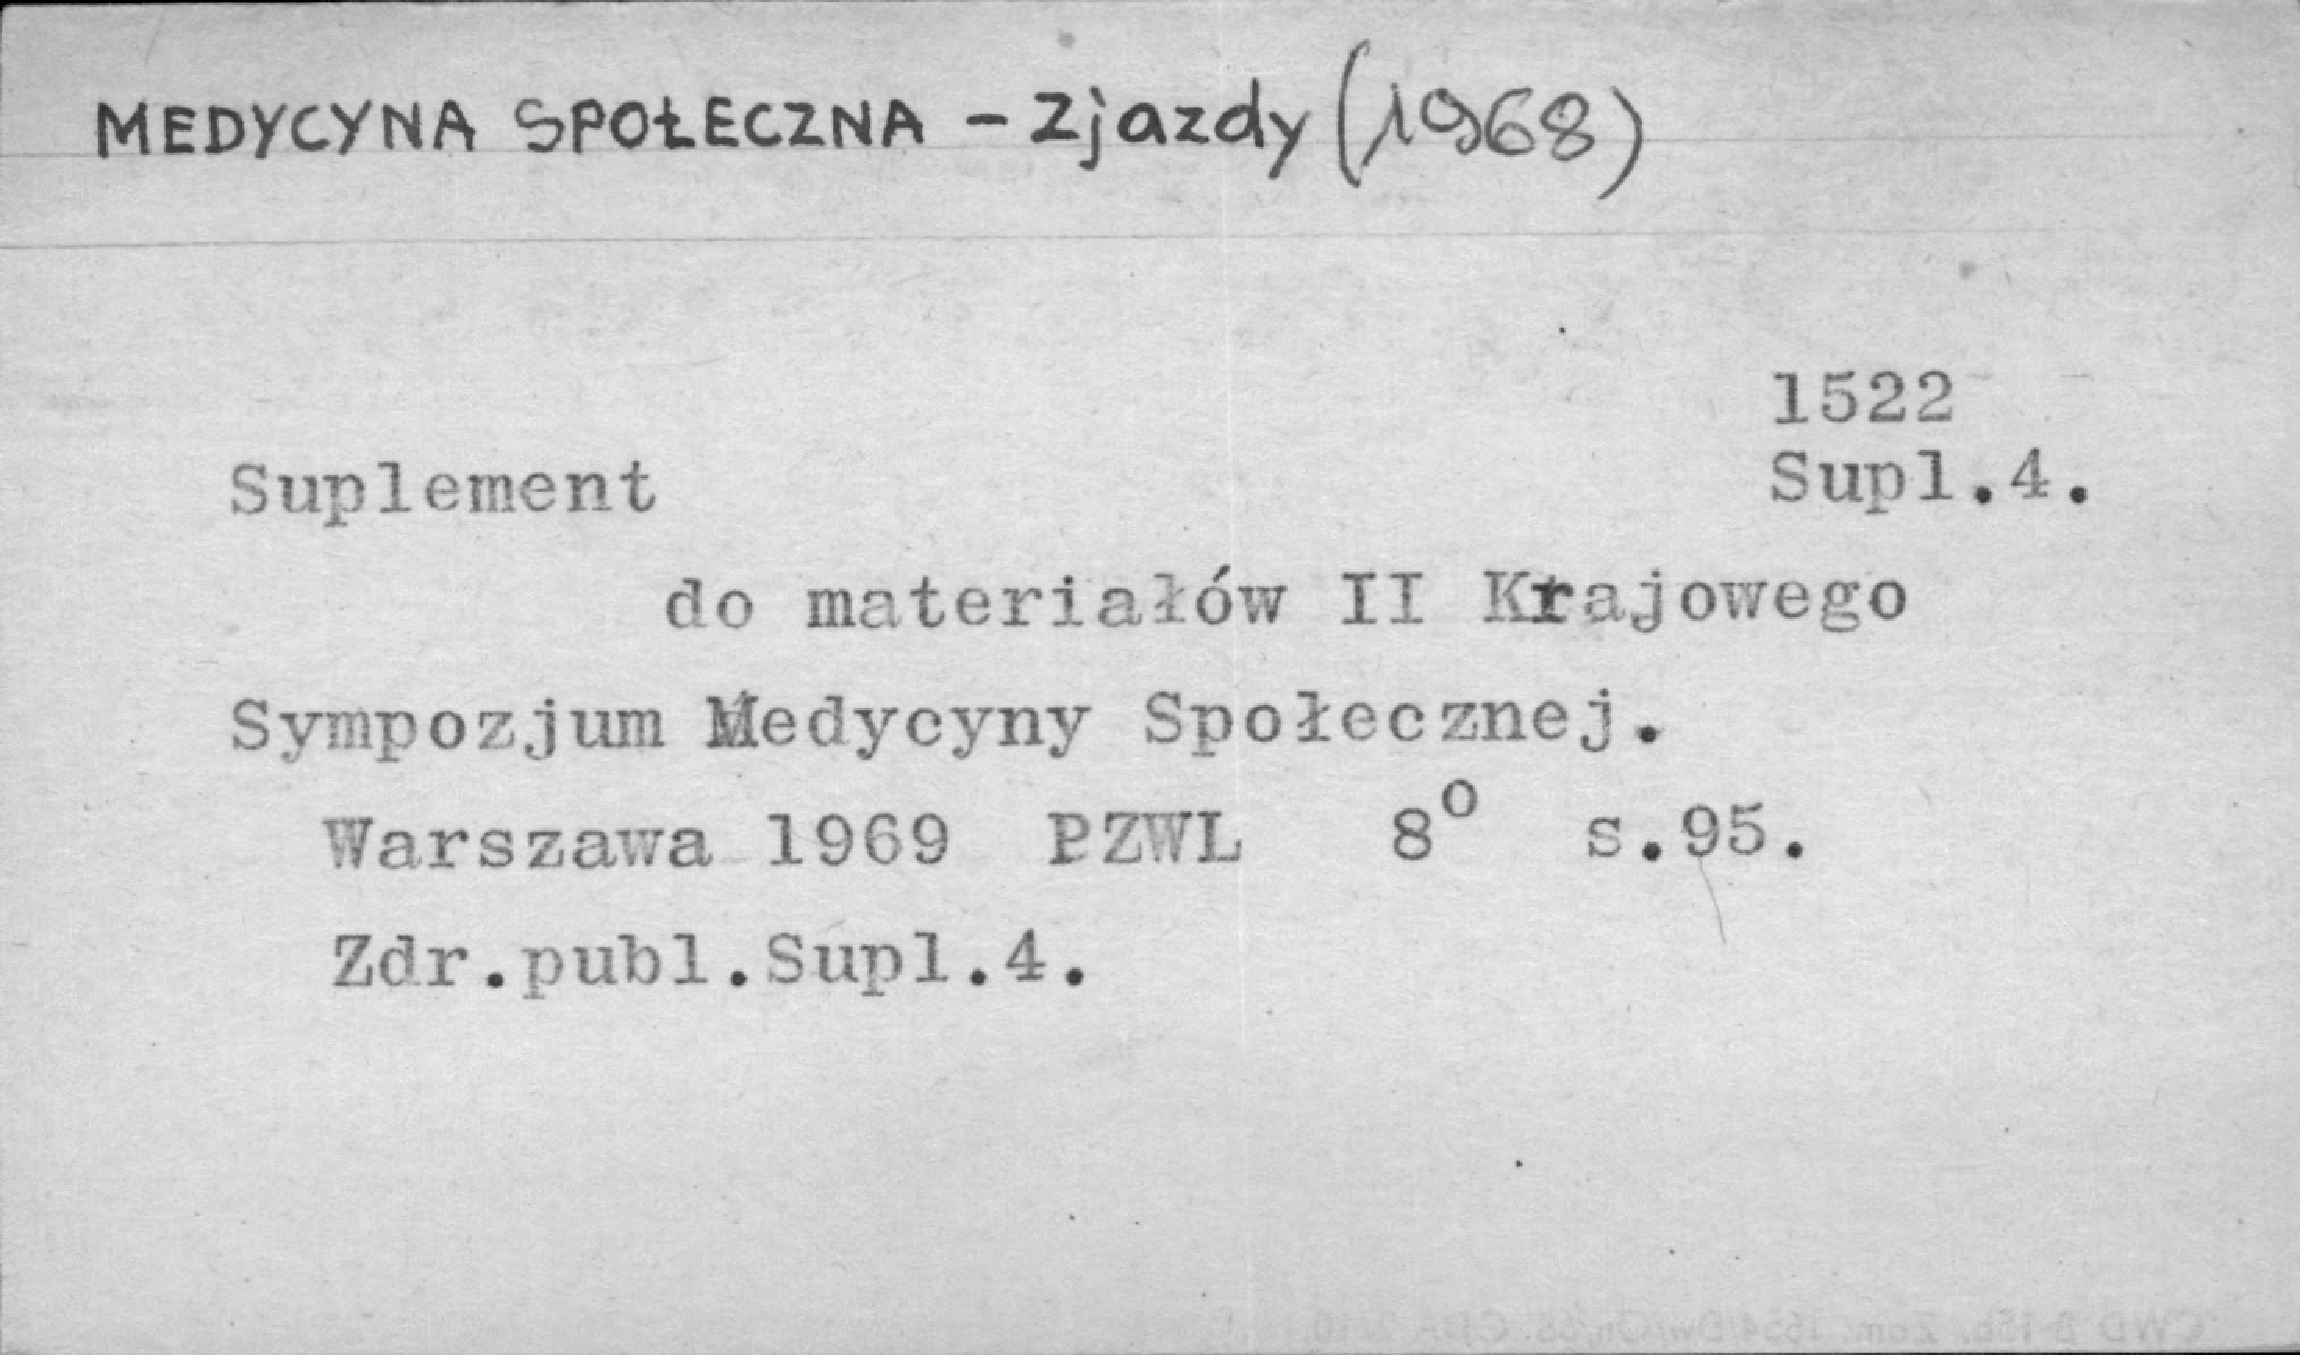 MEDYCYNA SPOŁECZNA - Zjazdy (1968)
1522
Suplement Supl.4.
do materiałów II Krajowego
Sympozjum Medycyny Społecznej.
Warszawa 1969 PZWL 8° s.95.
Zdr.publ.Supl.4.